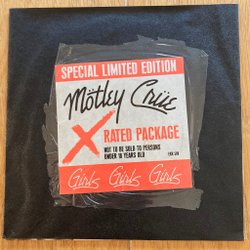 SPECIAL LIMITED EDITION
Mötley Crüe
X RATED PACKAGE
NOT TO BE SOLD TO PERSONS
UNDER 18 YEARS OLD
Girls Girls Girls